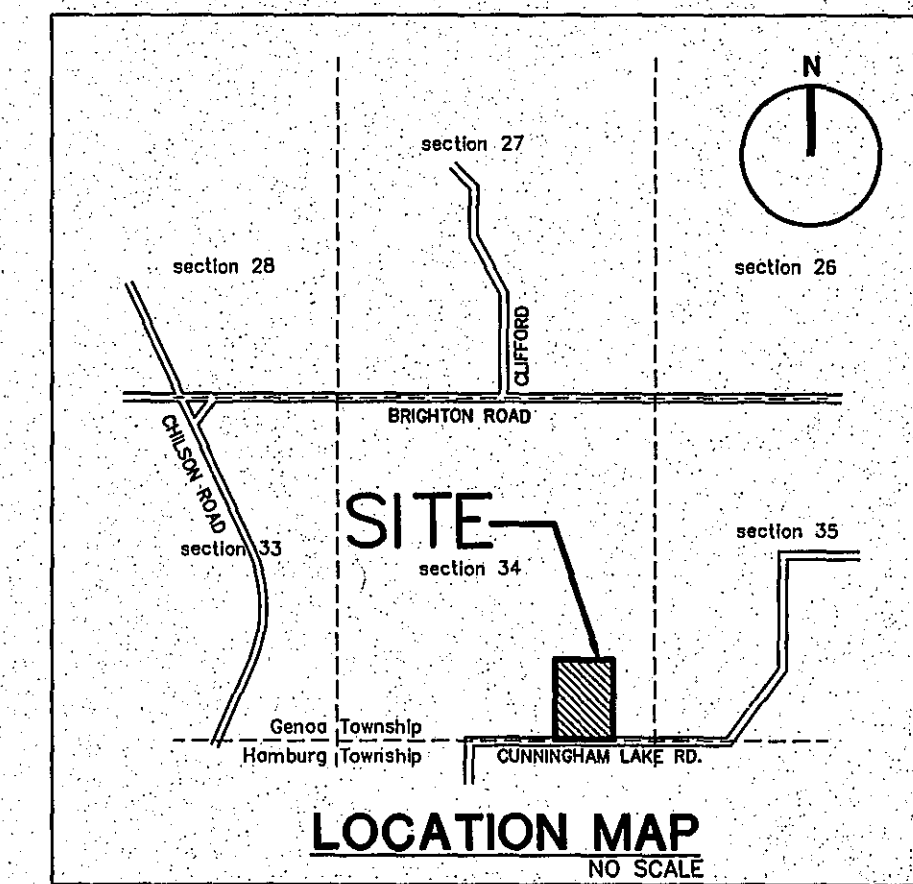 N
section 27
section 28
section 26
CLIFFORD
BRIGHTON ROAD
CHILSON ROAD
SITE
section 33
section 34
section 35
Genoa Township
Hamburg Township
CUNNINGHAM LAKE RD.
LOCATION MAP
NO SCALE